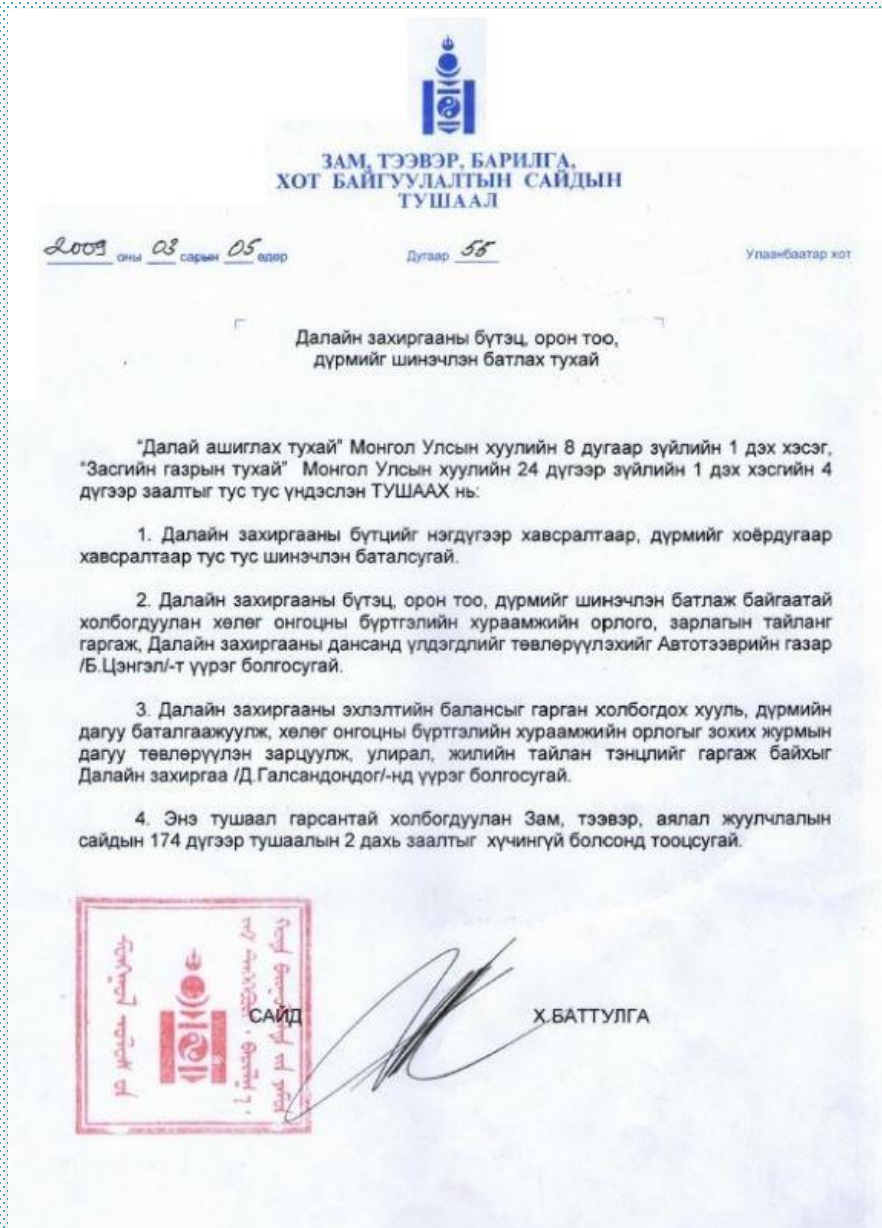 ЗАМ, ТЭЭВЭР, БАРИЛГА,
ХОТ БАЙГУУЛАЛТЫН САЙДЫН
ТУШААЛ
2009 оны 03 сарын 05 өдөр Дугаар 55 Улаанбаатар хот
Далайн захиргааны бүтэц, орон тоо,
дүрмийг шинэчлэн батлах тухай
"Далай ашиглах тухай" Монгол Улсын хуулийн 8 дугаар зүйлийн 1 дэх хэсэг,
"Засгийн газрын тухай" Монгол Улсын хуулийн 24 дүгээр зүйлийн 1 дэх хэсгийн 4
дүгээр заалтыг тус тус үндэслэн ТУШААХ нь:
1. Далайн захиргааны бүтцийг нэгдүгээр хавсралтаар, дүрмийг хоёрдугаар
хавсралтаар тус тус шинэчлэн баталсугай.
2. Далайн захиргааны бүтэц, орон тоо, дүрмийг шинэчлэн батлаж байгаатай
холбогдуулан хөлөг онгоцны бүртгэлийн хураамжийн орлого, зарлагын тайланг
гаргаж, Далайн захиргааны дансанд үлдэгдлийг төвлөрүүлэхийг Автотээврийн газар
/Б.Цэнгэл/-т үүрэг болгосугай.
3. Далайн захиргааны эхлэлтийн балансыг гарган холбогдох хууль, дүрмийн
дагуу баталгаажуулж, хөлөг онгоцны бүртгэлийн хураамжийн орлогыг зохих журмын
дагуу төвлөрүүлэн зарцуулж, улирал, жилийн тайлан тэнцлийг гаргаж байхыг
Далайн захиргаа /Д.Галсандондог/-нд үүрэг болгосугай.
4. Энэ тушаал гарсантай холбогдуулан Зам, тээвэр, аялал жуулчлалын
сайдын 174 дүгээр тушаалын 2 дахь заалтыг хүчингүй болсонд тооцсугай.
САЙД Х.БАТТУЛГА